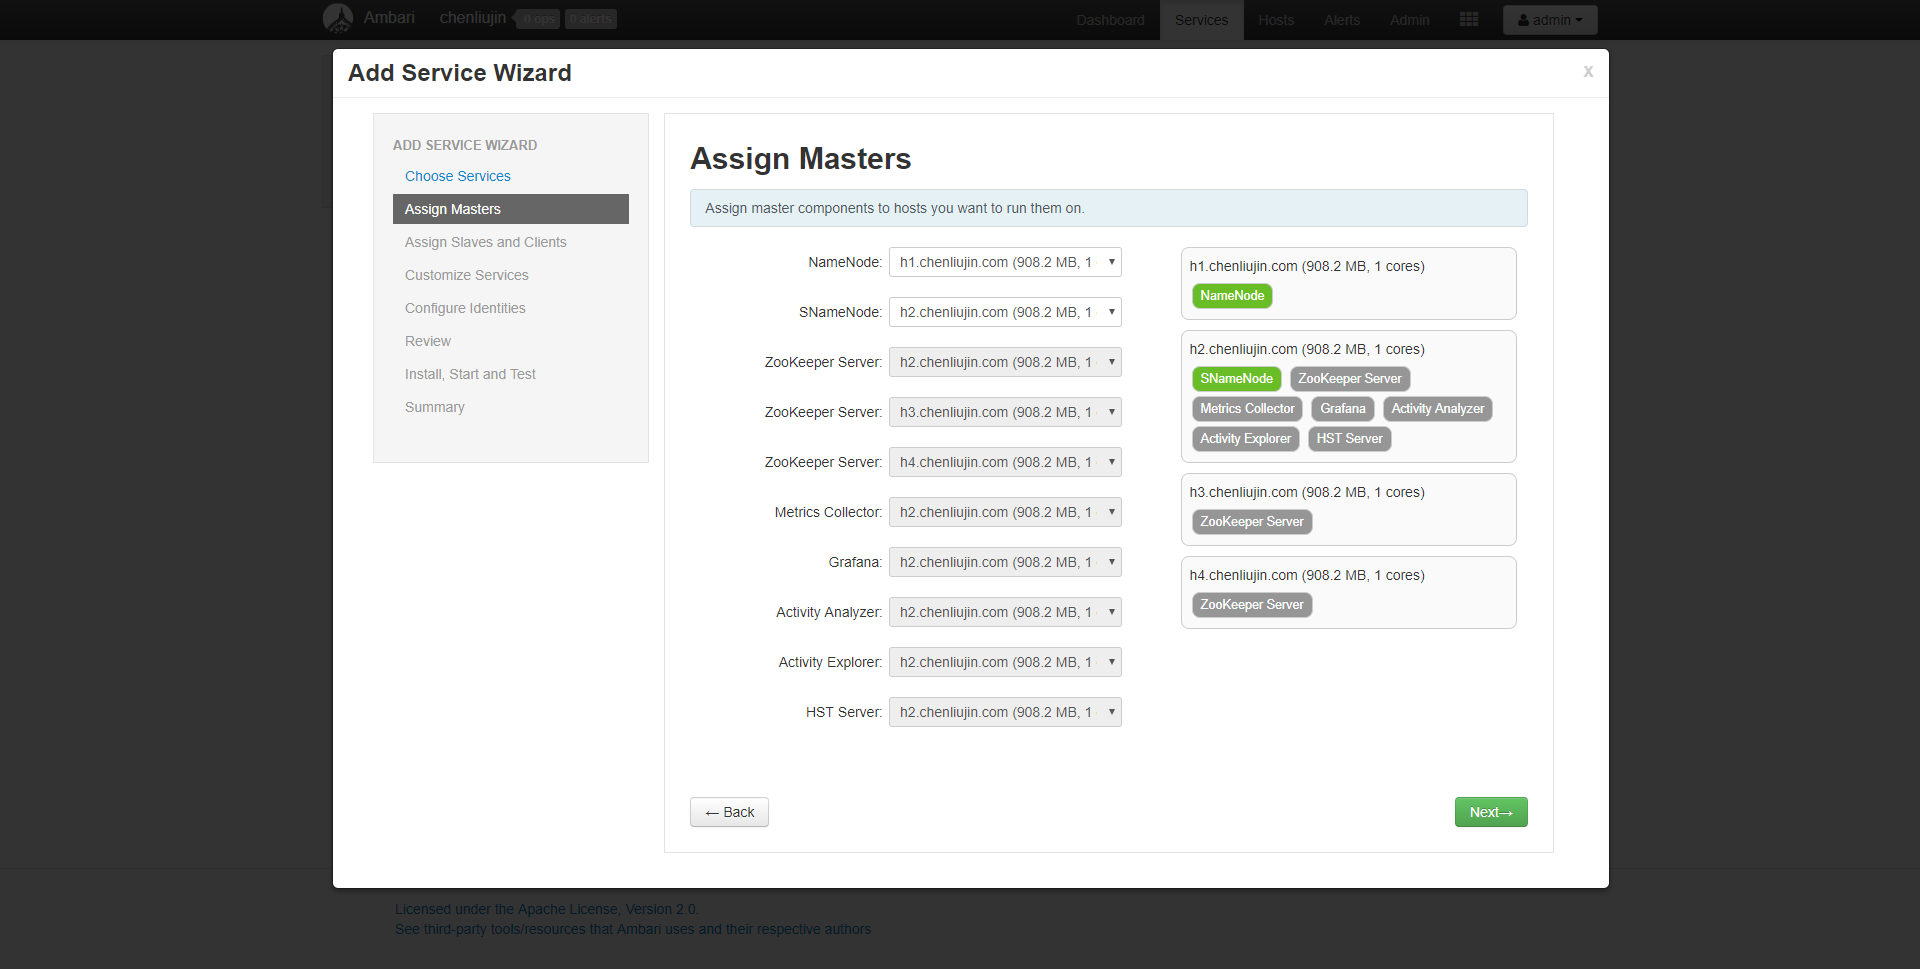 Ambari chenliujin 0 ops 0 alerts Dashboard Services Hosts Alerts Admin admin
Add Service Wizard x
ADD SERVICE WIZARD
Choose Services
Assign Masters
Assign Slaves and Clients
Customize Services
Configure Identities
Review
Install, Start and Test
Summary
Assign Masters
Assign master components to hosts you want to run them on.
NameNode: h1.chenliujin.com (908.2 MB, 1
SNameNode: h2.chenliujin.com (908.2 MB, 1
ZooKeeper Server: h2.chenliujin.com (908.2 MB, 1
ZooKeeper Server: h3.chenliujin.com (908.2 MB, 1
ZooKeeper Server: h4.chenliujin.com (908.2 MB, 1
Metrics Collector: h2.chenliujin.com (908.2 MB, 1
Grafana: h2.chenliujin.com (908.2 MB, 1
Activity Analyzer: h2.chenliujin.com (908.2 MB, 1
Activity Explorer: h2.chenliujin.com (908.2 MB, 1
HST Server: h2.chenliujin.com (908.2 MB, 1
h1.chenliujin.com (908.2 MB, 1 cores)
NameNode
h2.chenliujin.com (908.2 MB, 1 cores)
SNameNode ZooKeeper Server
Metrics Collector Grafana Activity Analyzer
Activity Explorer HST Server
h3.chenliujin.com (908.2 MB, 1 cores)
ZooKeeper Server
h4.chenliujin.com (908.2 MB, 1 cores)
ZooKeeper Server
← Back Next→
Licensed under the Apache License, Version 2.0.
See third-party tools/resources that Ambari uses and their respective authors